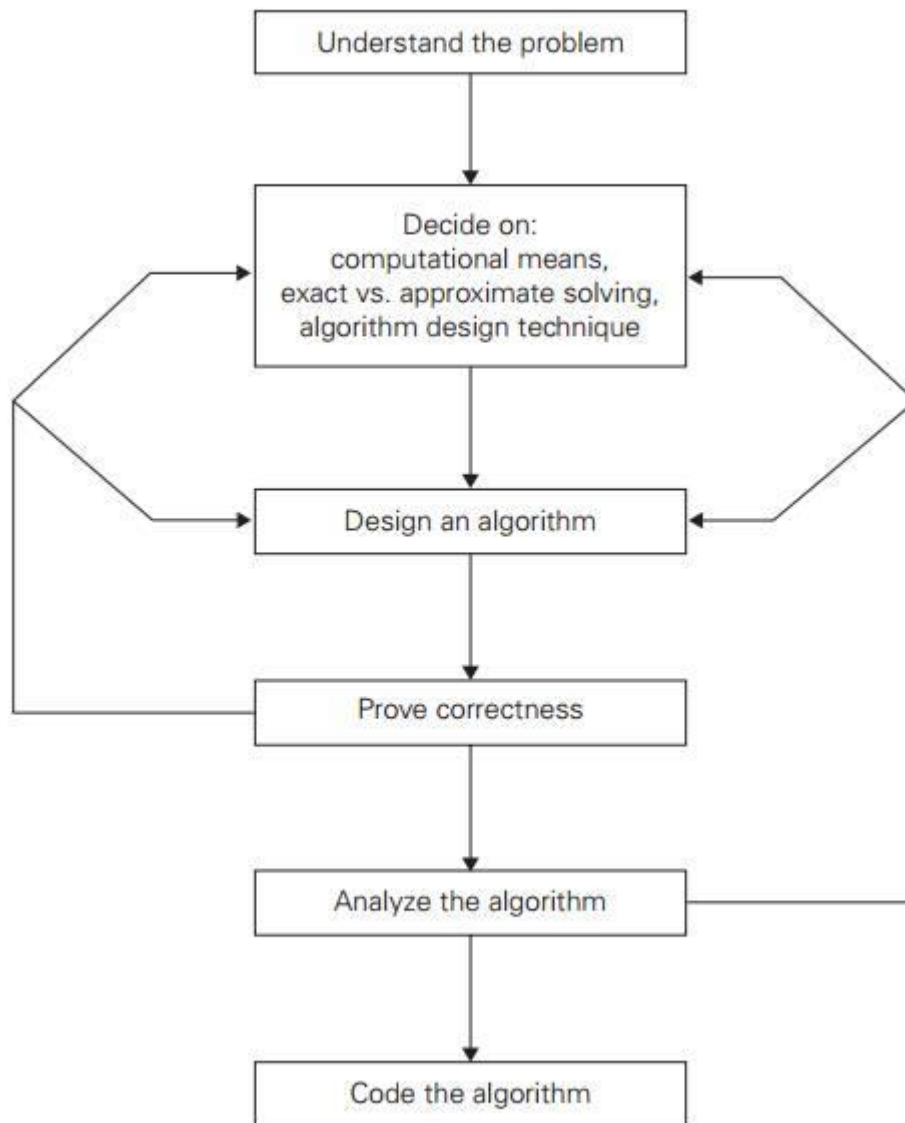 Understand the problem
Decide on:
computational means,
exact vs. approximate solving,
algorithm design technique
Design an algorithm
Prove correctness
Analyze the algorithm
Code the algorithm